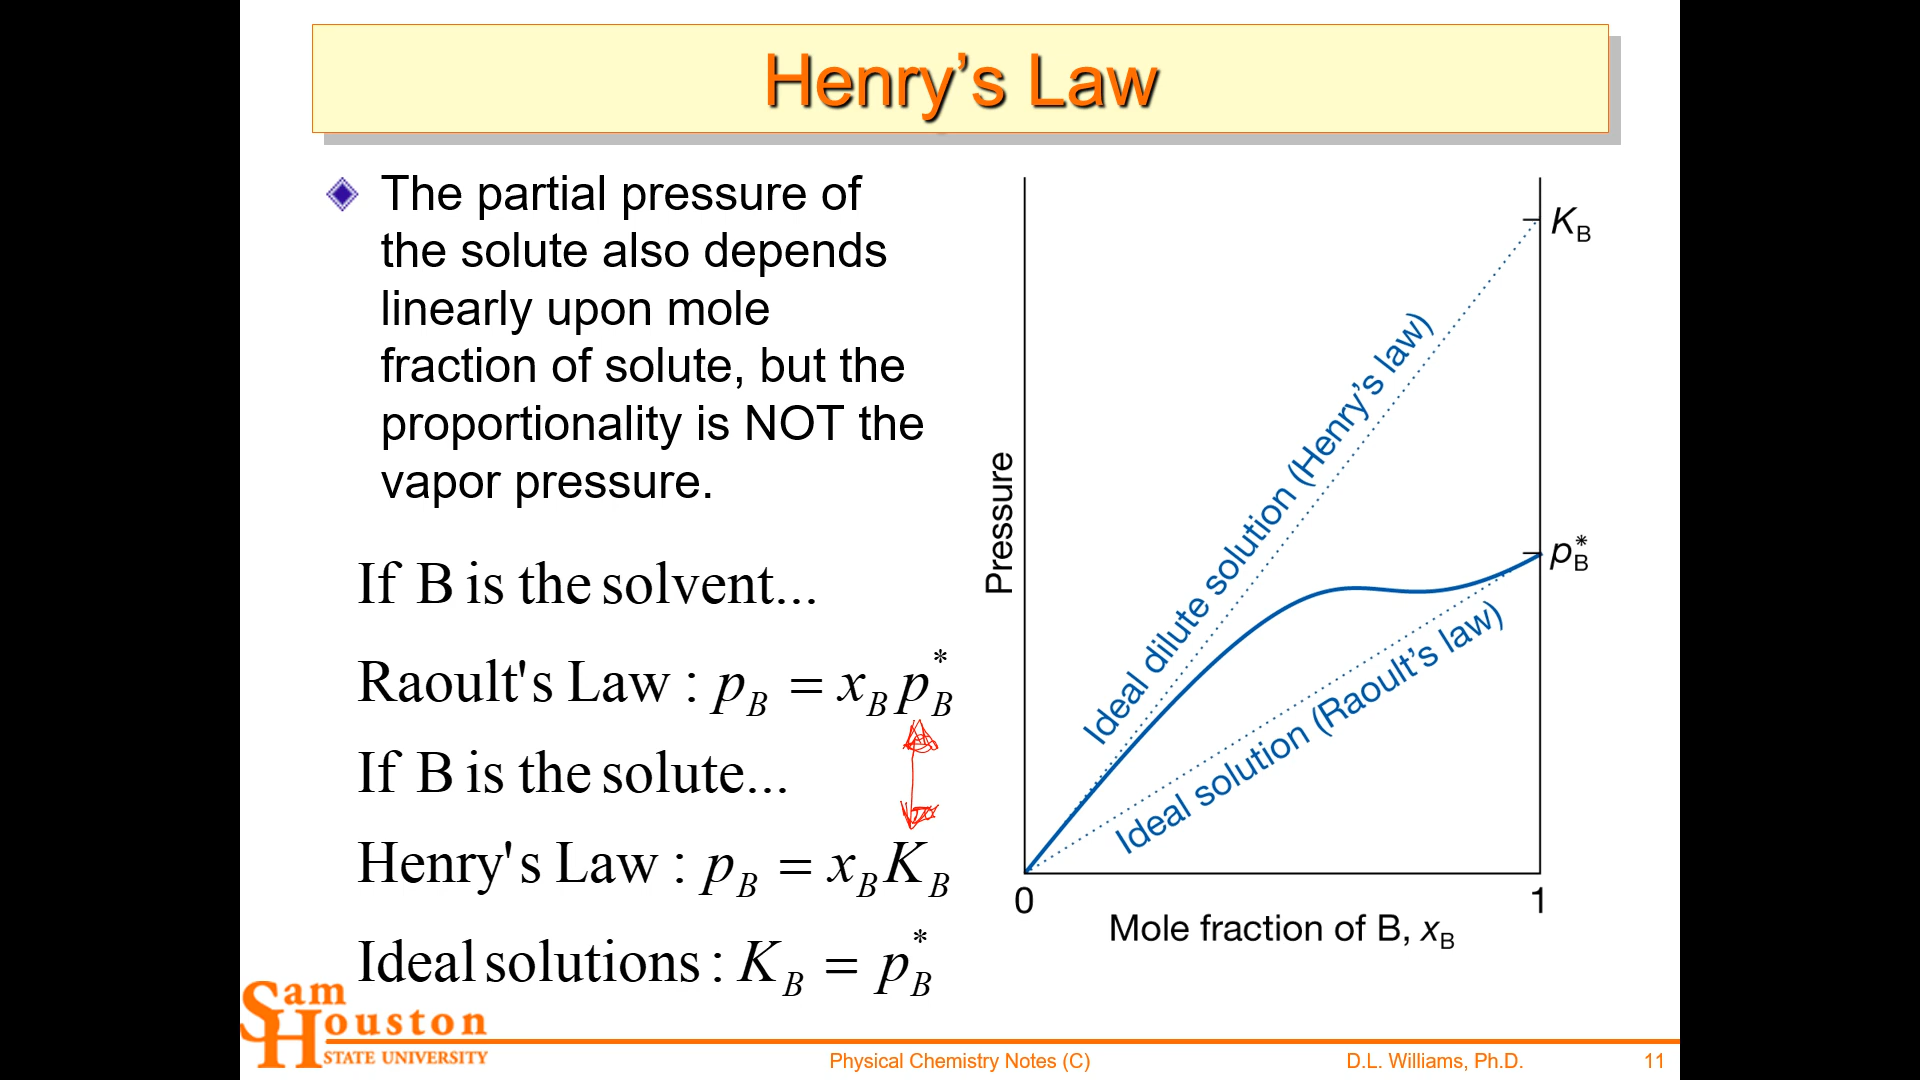 Henry's Law
The partial pressure of
the solute also depends
linearly upon mole
fraction of solute, but the
proportionality is NOT the
vapor pressure.
If B is the solvent...
Raoult's Law : p_B = x_B p_B^*
If B is the solute...
Henry's Law : p_B = x_B K_B
Ideal solutions : K_B = p_B^*
Pressure
Ideal dilute solution (Henry's law)
Ideal solution (Raoult's law)
K_B
p_B^*
0
1
Mole fraction of B, x_B
Sam
Houston
STATE UNIVERSITY
Physical Chemistry Notes (C)
D.L. Williams, Ph.D.
11